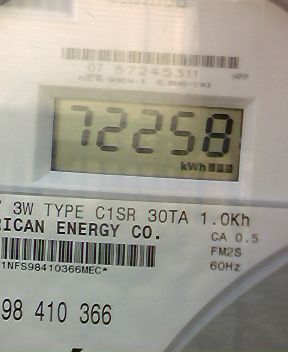 07 57245311
72258
kWh
3W TYPE C1SR 30TA 1.0Kh
RICAN ENERGY CO.
CA 0.5
FM2S
1NFS98410366MEC*
60Hz
98 410 366